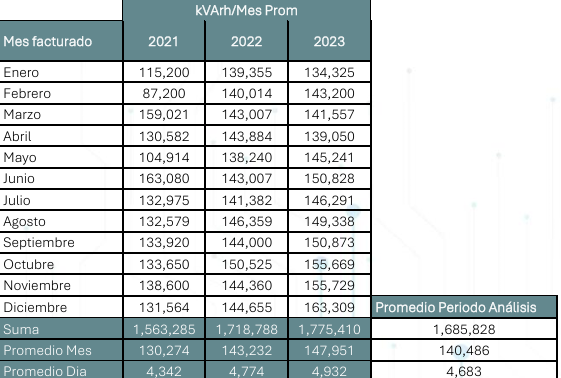 kVArh/Mes Prom
Mes facturado 2021 2022 2023
Enero 115,200 139,355 134,325
Febrero 87,200 140,014 143,200
Marzo 159,021 143,007 141,557
Abril 130,582 143,884 139,050
Mayo 104,914 138,240 145,241
Junio 163,080 143,007 150,828
Julio 132,975 141,382 146,291
Agosto 132,579 146,359 149,338
Septiembre 133,920 144,000 150,873
Octubre 133,650 150,525 155,669
Noviembre 138,600 144,360 155,729
Diciembre 131,564 144,655 163,309 Promedio Periodo Análisis
Suma 1,563,285 1,718,788 1,775,410 1,685,828
Promedio Mes 130,274 143,232 147,951 140,486
Promedio Dia 4,342 4,774 4,932 4,683